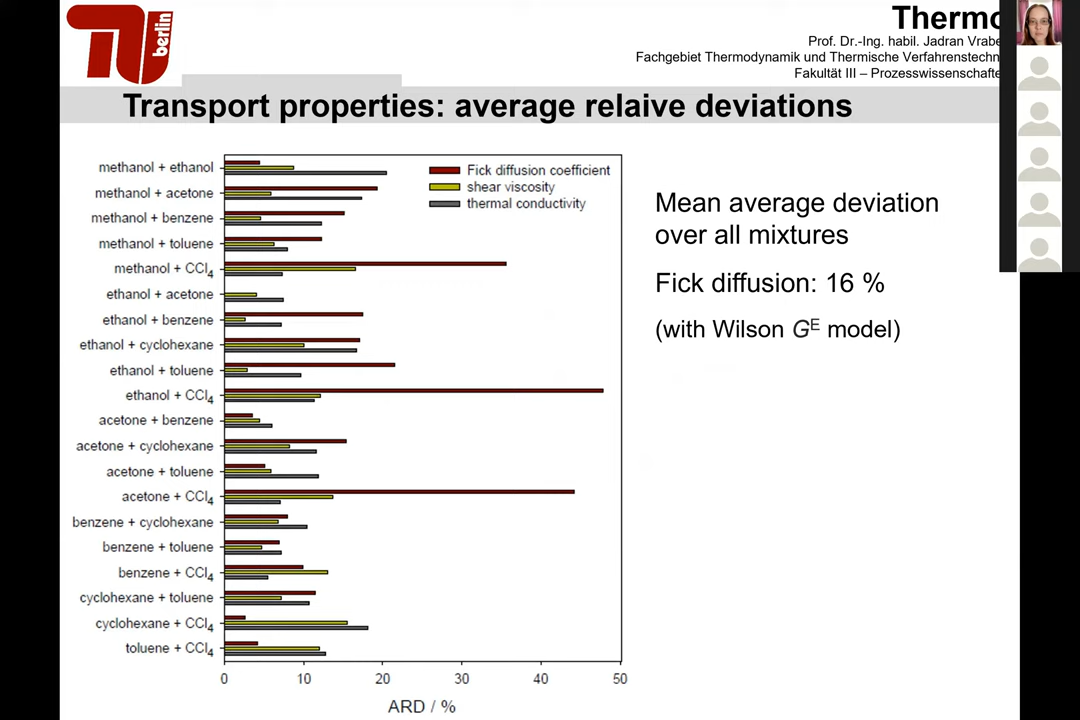 berlin
Thermo
Prof. Dr.-Ing. habil. Jadran Vrabe
Fachgebiet Thermodynamik und Thermische Verfahrenstechn
Fakultät III – Prozesswissenschafte
Transport properties: average relaive deviations
methanol + ethanol
methanol + acetone
methanol + benzene
methanol + toluene
methanol + CCl4
ethanol + acetone
ethanol + benzene
ethanol + cyclohexane
ethanol + toluene
ethanol + CCl4
acetone + benzene
acetone + cyclohexane
acetone + toluene
acetone + CCl4
benzene + cyclohexane
benzene + toluene
benzene + CCl4
cyclohexane + toluene
cyclohexane + CCl4
toluene + CCl4
Fick diffusion coefficient
shear viscosity
thermal conductivity
0 10 20 30 40 50
ARD / %
Mean average deviation
over all mixtures
Fick diffusion: 16 %
(with Wilson GE model)